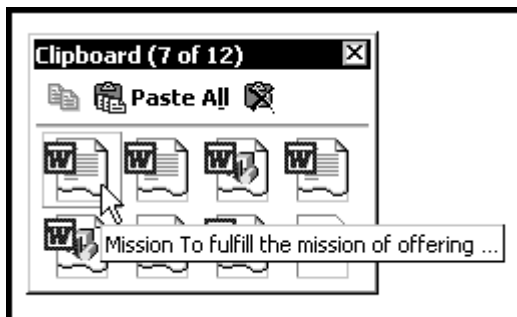 Clipboard (7 of 12)
Paste All
W W W W
W
Mission To fulfill the mission of offering ...